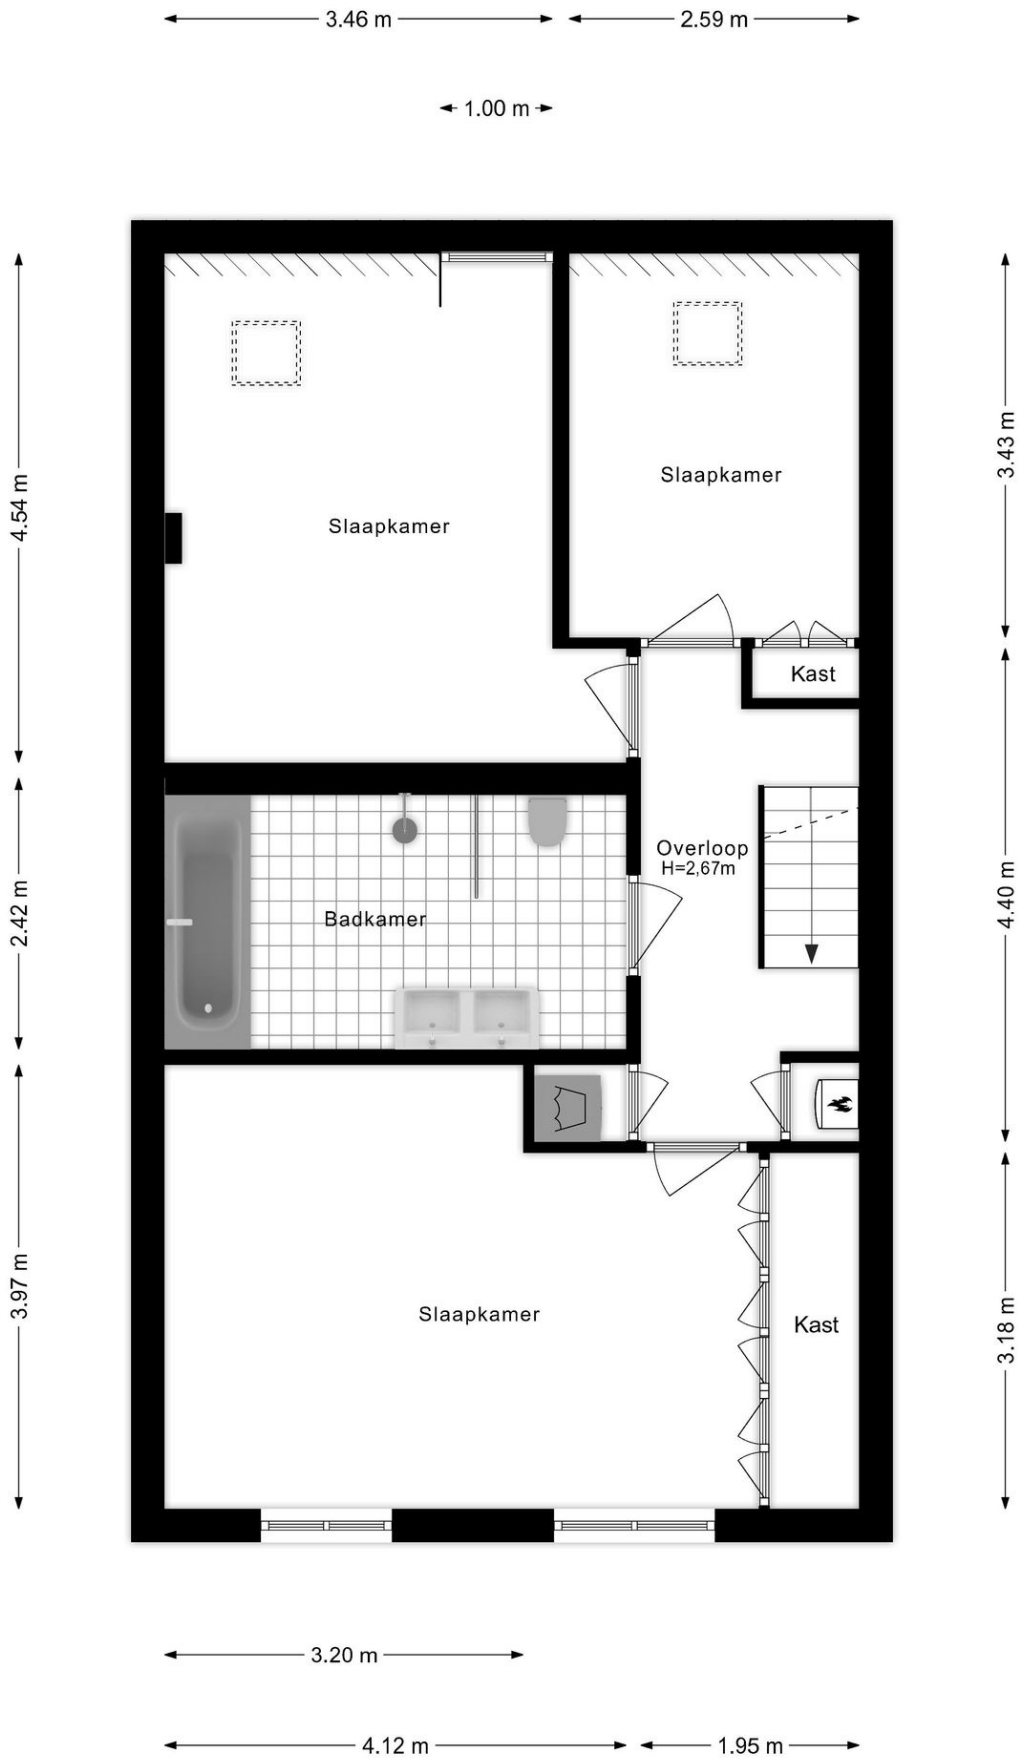 3.46 m
2.59 m
1.00 m
4.54 m
3.43 m
Slaapkamer
Slaapkamer
Kast
Overloop
H=2,67m
Badkamer
2.42 m
4.40 m
3.97 m
Slaapkamer
Kast
3.18 m
3.20 m
4.12 m
1.95 m